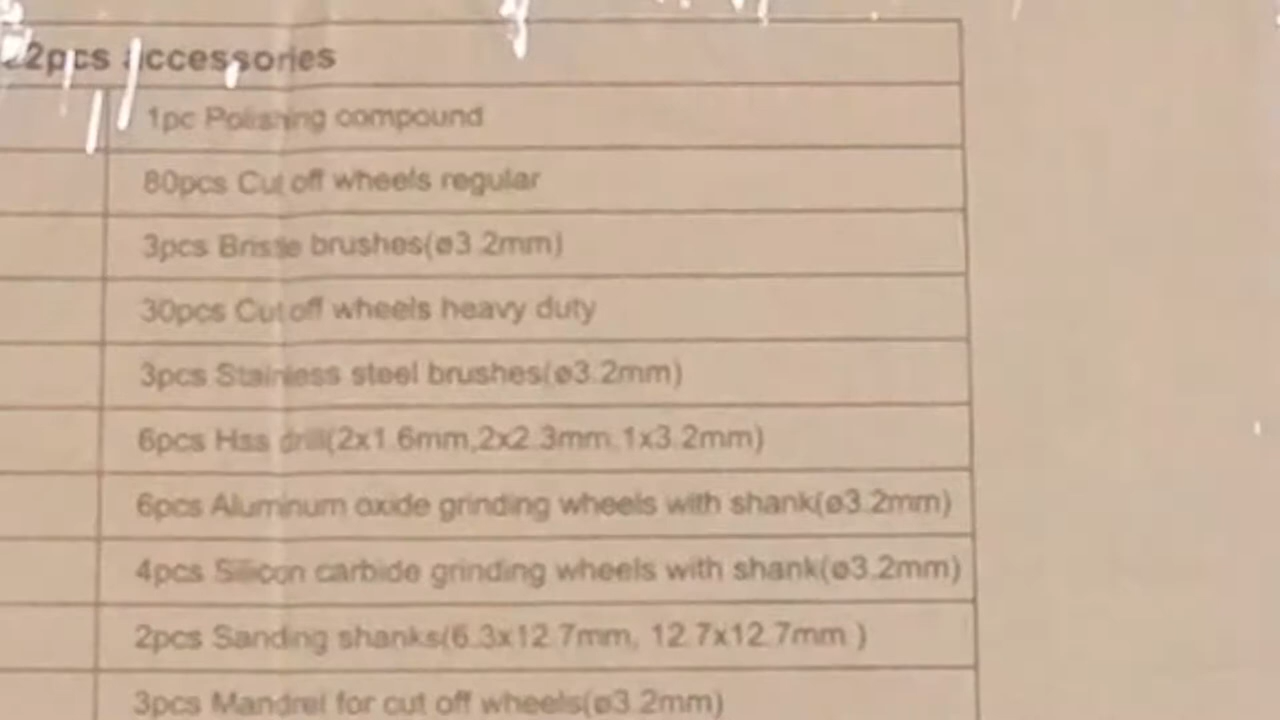 2pcs accessories
1pc Polishing compound
80pcs Cut off wheels regular
3pcs Bristle brushes(ø3.2mm)
30pcs Cut off wheels heavy duty
3pcs Stainless steel brushes(ø3.2mm)
6pcs Hss drill(2x1.6mm,2x2.3mm,1x3.2mm)
6pcs Aluminum oxide grinding wheels with shank(ø3.2mm)
4pcs Silicon carbide grinding wheels with shank(ø3.2mm)
2pcs Sanding shanks(6.3x12.7mm, 12.7x12.7mm )
3pcs Mandrel for cut off wheels(ø3.2mm)